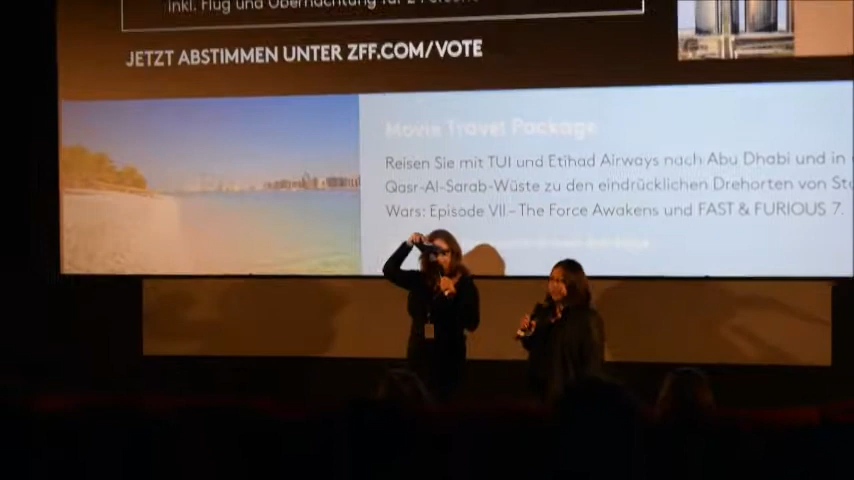 inkl. Flug und Übernachtung für 2 Perso
JETZT ABSTIMMEN UNTER ZFF.COM/VOTE
Movie Travel Package
Reisen Sie mit TUI und Etihad Airways nach Abu Dhabi und in
Qasr-Al-Sarab-Wüste zu den eindrücklichen Drehorten von Sta
Wars: Episode VII – The Force Awakens und FAST & FURIOUS 7.